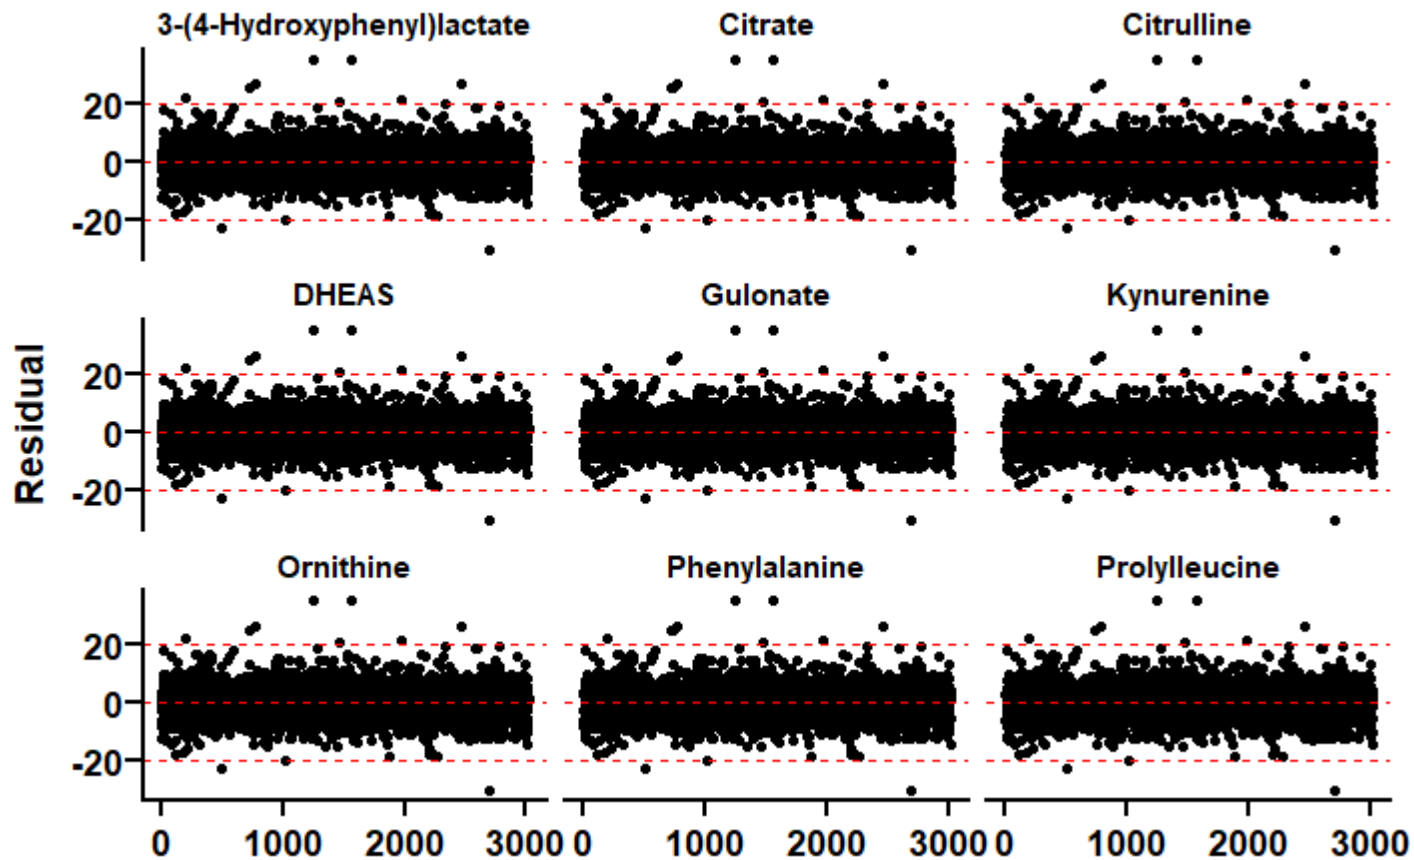 3-(4-Hydroxyphenyl)lactate Citrate Citrulline
20
0
-20
DHEAS Gulonate Kynurenine
Residual
20
0
-20
Ornithine Phenylalanine Prolylleucine
20
0
-20
0 1000 2000 3000 0 1000 2000 3000 0 1000 2000 3000